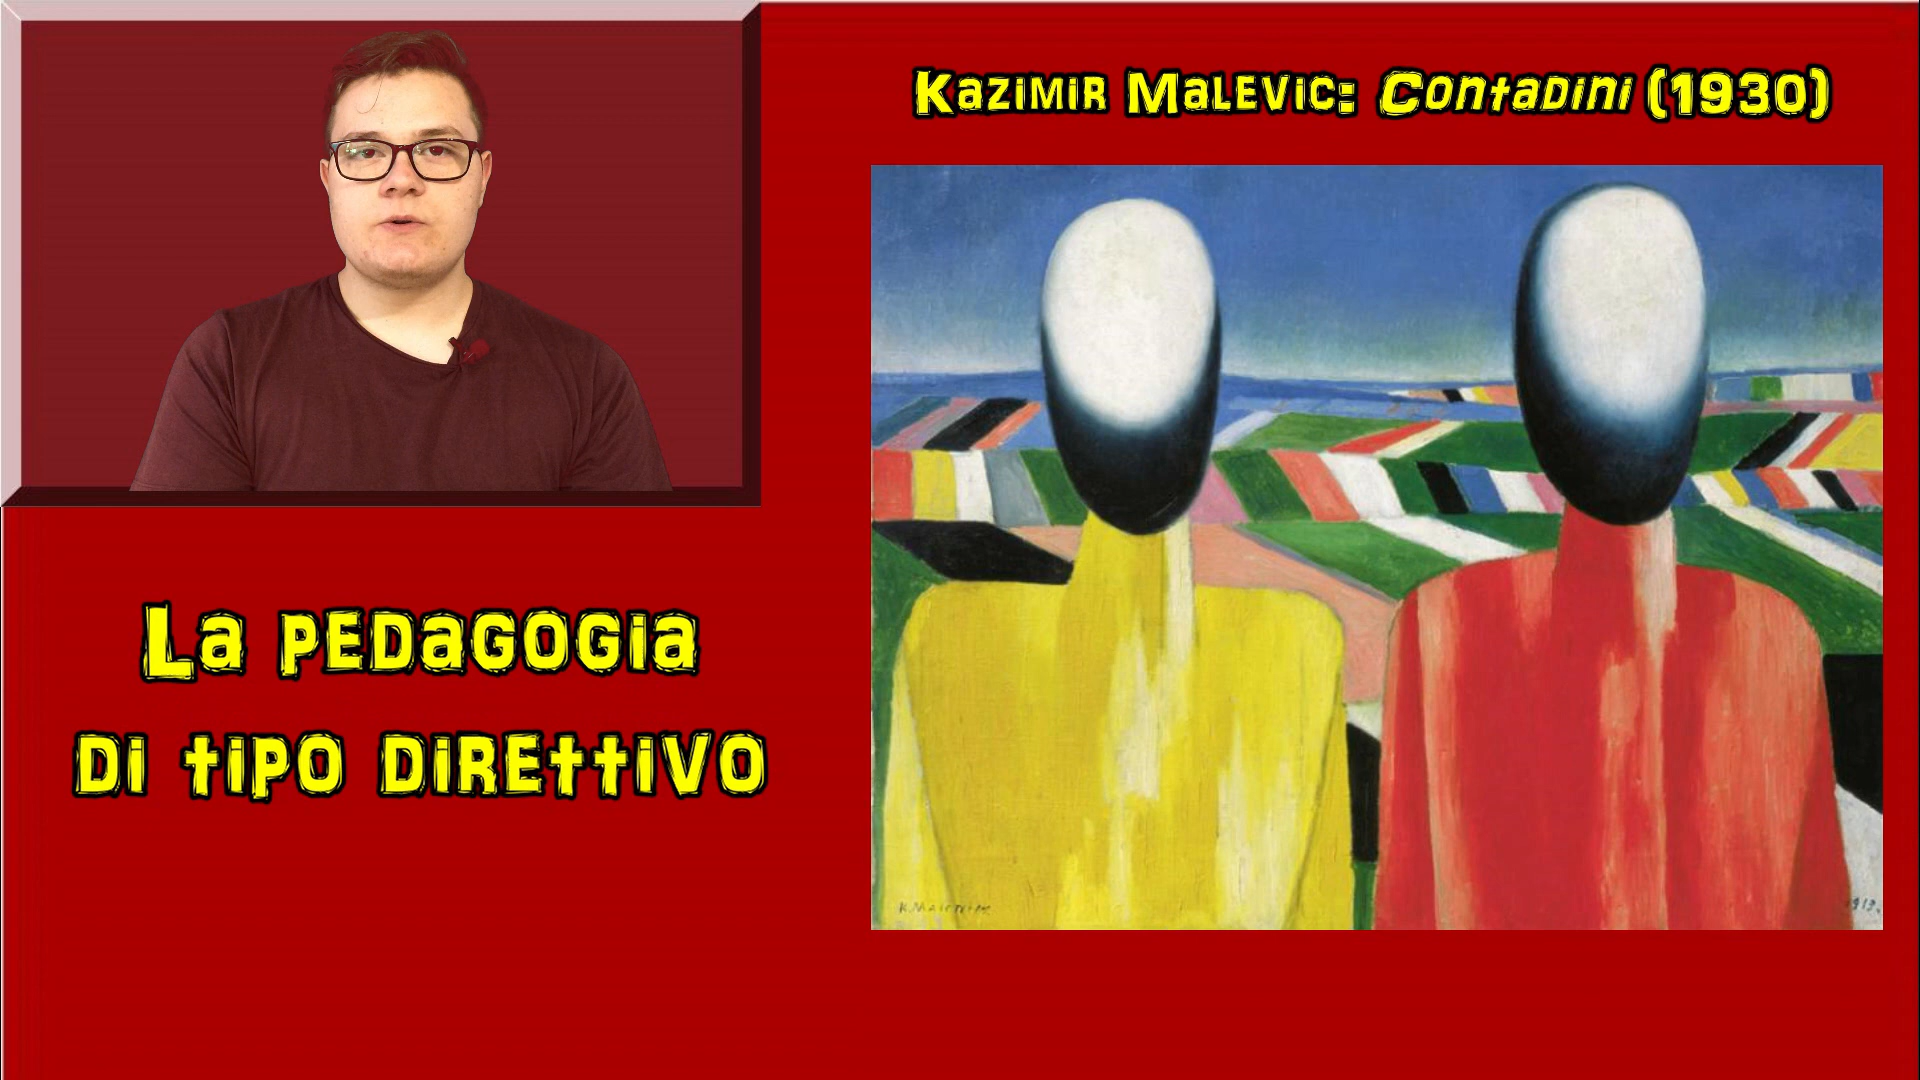 Kazimir Malevic: Contadini (1930)
La pedagogia
di tipo direttivo